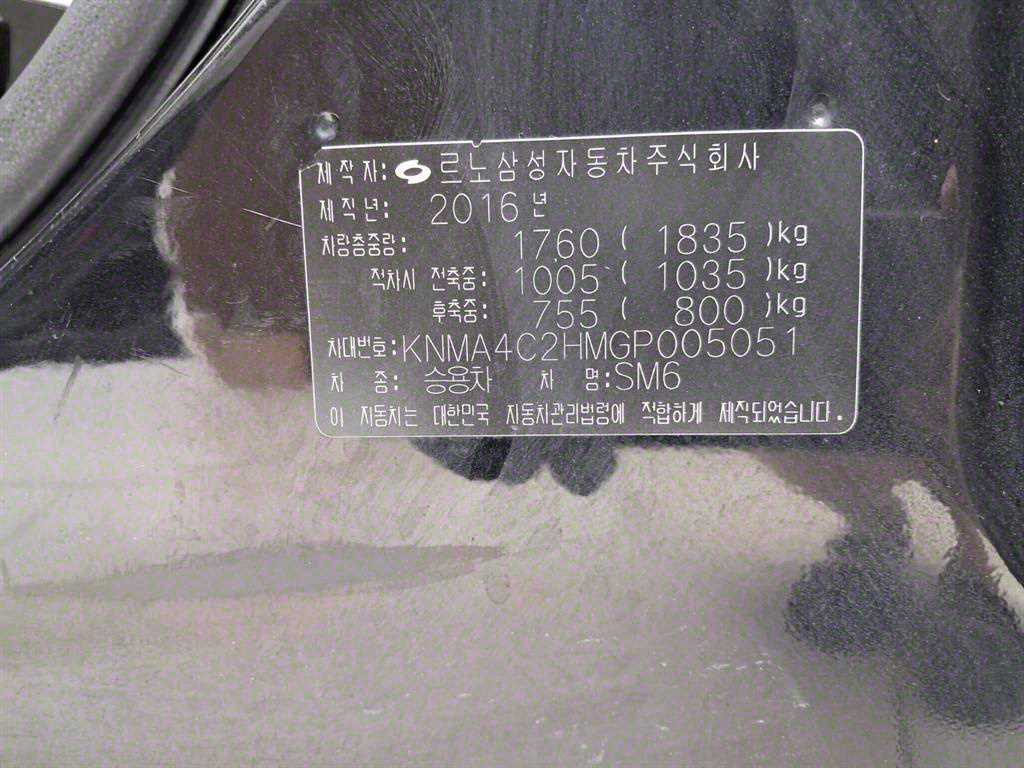 제작자: 르노삼성자동차주식회사
제작년: 2016 년
차량총중량: 1760 ( 1835 )kg
적차시 전축중: 1005 ( 1035 )kg
후축중: 755 ( 800 )kg
차대번호: KNMA4C2HMGP005051
차 종: 승용차 차 명: SM6
이 자동차는 대한민국 자동차관리법령에 적합하게 제작되었습니다.